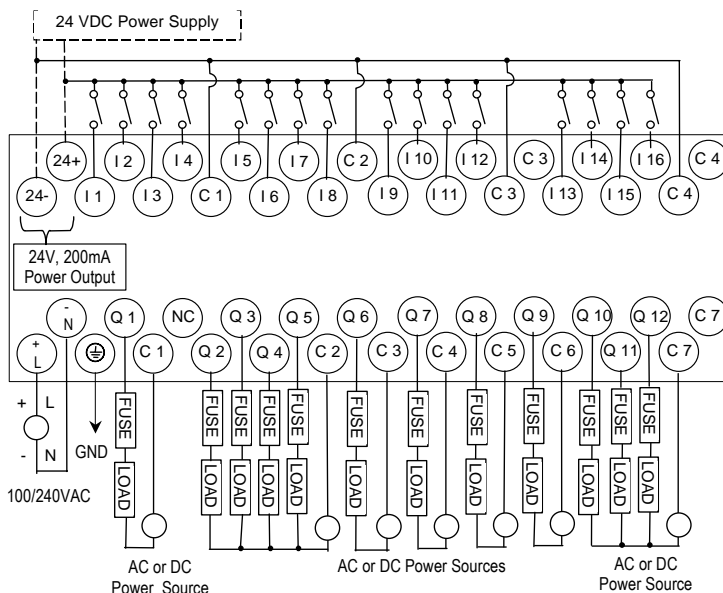 24 VDC Power Supply
24+ I 2 I 4 I 5 I 7 C 2 I 10 I 12 C 3 I 14 I 16 C 4
24- I 1 I 3 C 1 I 6 I 8 I 9 I 11 C 3 I 13 I 15 C 4
24V, 200mA
Power Output
- N Q 1 NC Q 3 Q 5 Q 6 Q 7 Q 8 Q 9 Q 10 Q 12 C 7
+ L C 1 Q 2 Q 4 C 2 C 3 C 4 C 5 C 6 Q 11 C 7
+ L
- N
GND
100/240VAC
FUSE FUSE FUSE FUSE FUSE FUSE FUSE FUSE FUSE FUSE FUSE FUSE
LOAD LOAD LOAD LOAD LOAD LOAD LOAD LOAD LOAD LOAD LOAD LOAD
AC or DC
Power Source
AC or DC Power Sources
AC or DC
Power Source